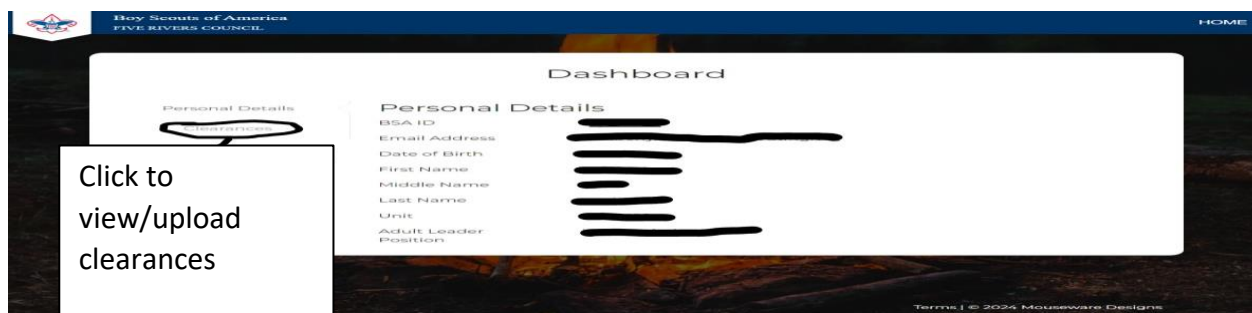 Boy Scouts of America
FIVE RIVERS COUNCIL
HOME
Dashboard
Personal Details
Clearances
Personal Details
BSA ID
Email Address
Date of Birth
First Name
Middle Name
Last Name
Unit
Adult Leader
Position
Click to
view/upload
clearances
Terms | © 2024 Mouseware Designs